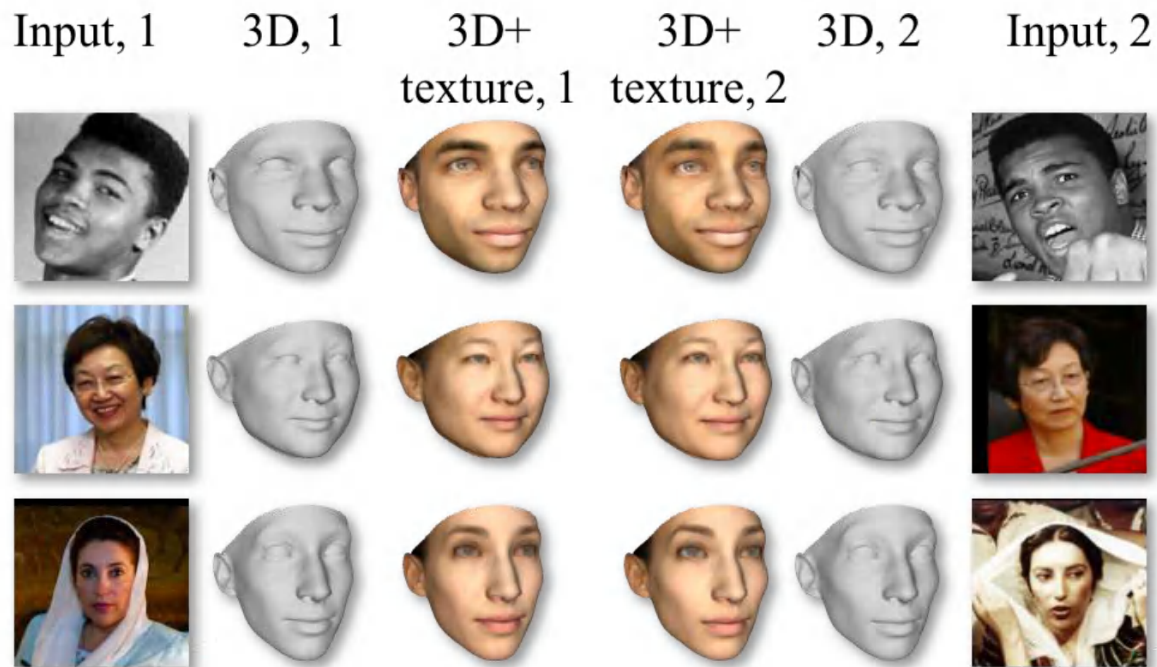 Input, 1 3D, 1 3D+ 3D+ 3D, 2 Input, 2
texture, 1 texture, 2